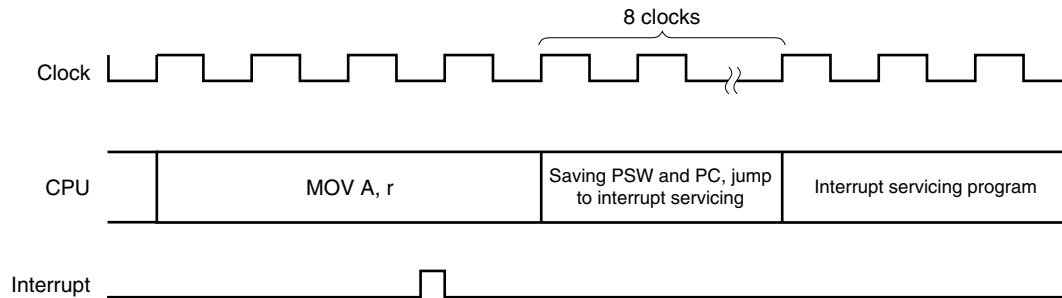 8 clocks
Clock
CPU
MOV A, r
Saving PSW and PC, jump
to interrupt servicing
Interrupt servicing program
Interrupt